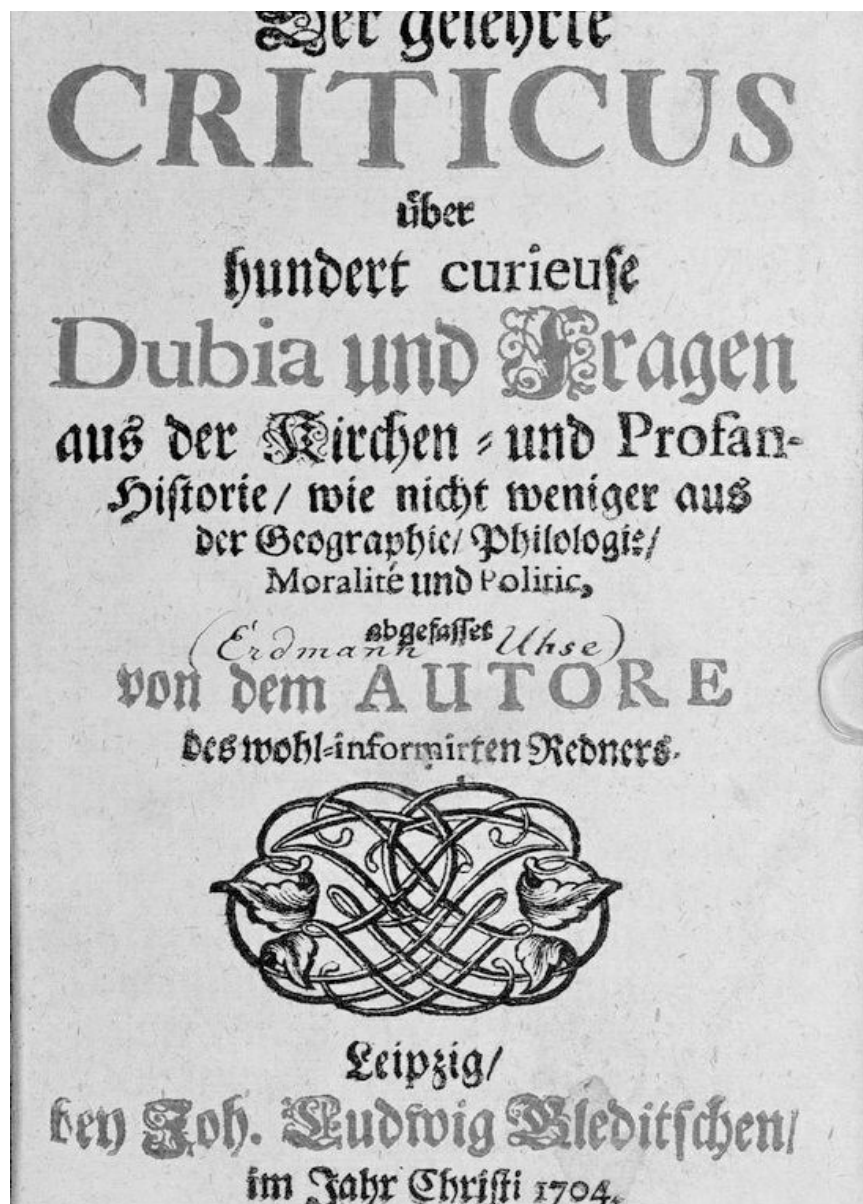 Der gelehrte
CRITICUS
über
hundert curieuse
Dubia und Fragen
aus der Kirchen- und Profan-
Historie/ wie nicht weniger aus
der Geographie/ Philologie/
Moralité und Politic,
abgefasset
(Erdmann Uhse)
von dem AUTORE
des wohl-informirten Redners.
Leipzig/
bey Joh. Ludwig Gleditschen/
im Jahr Christi 1704.